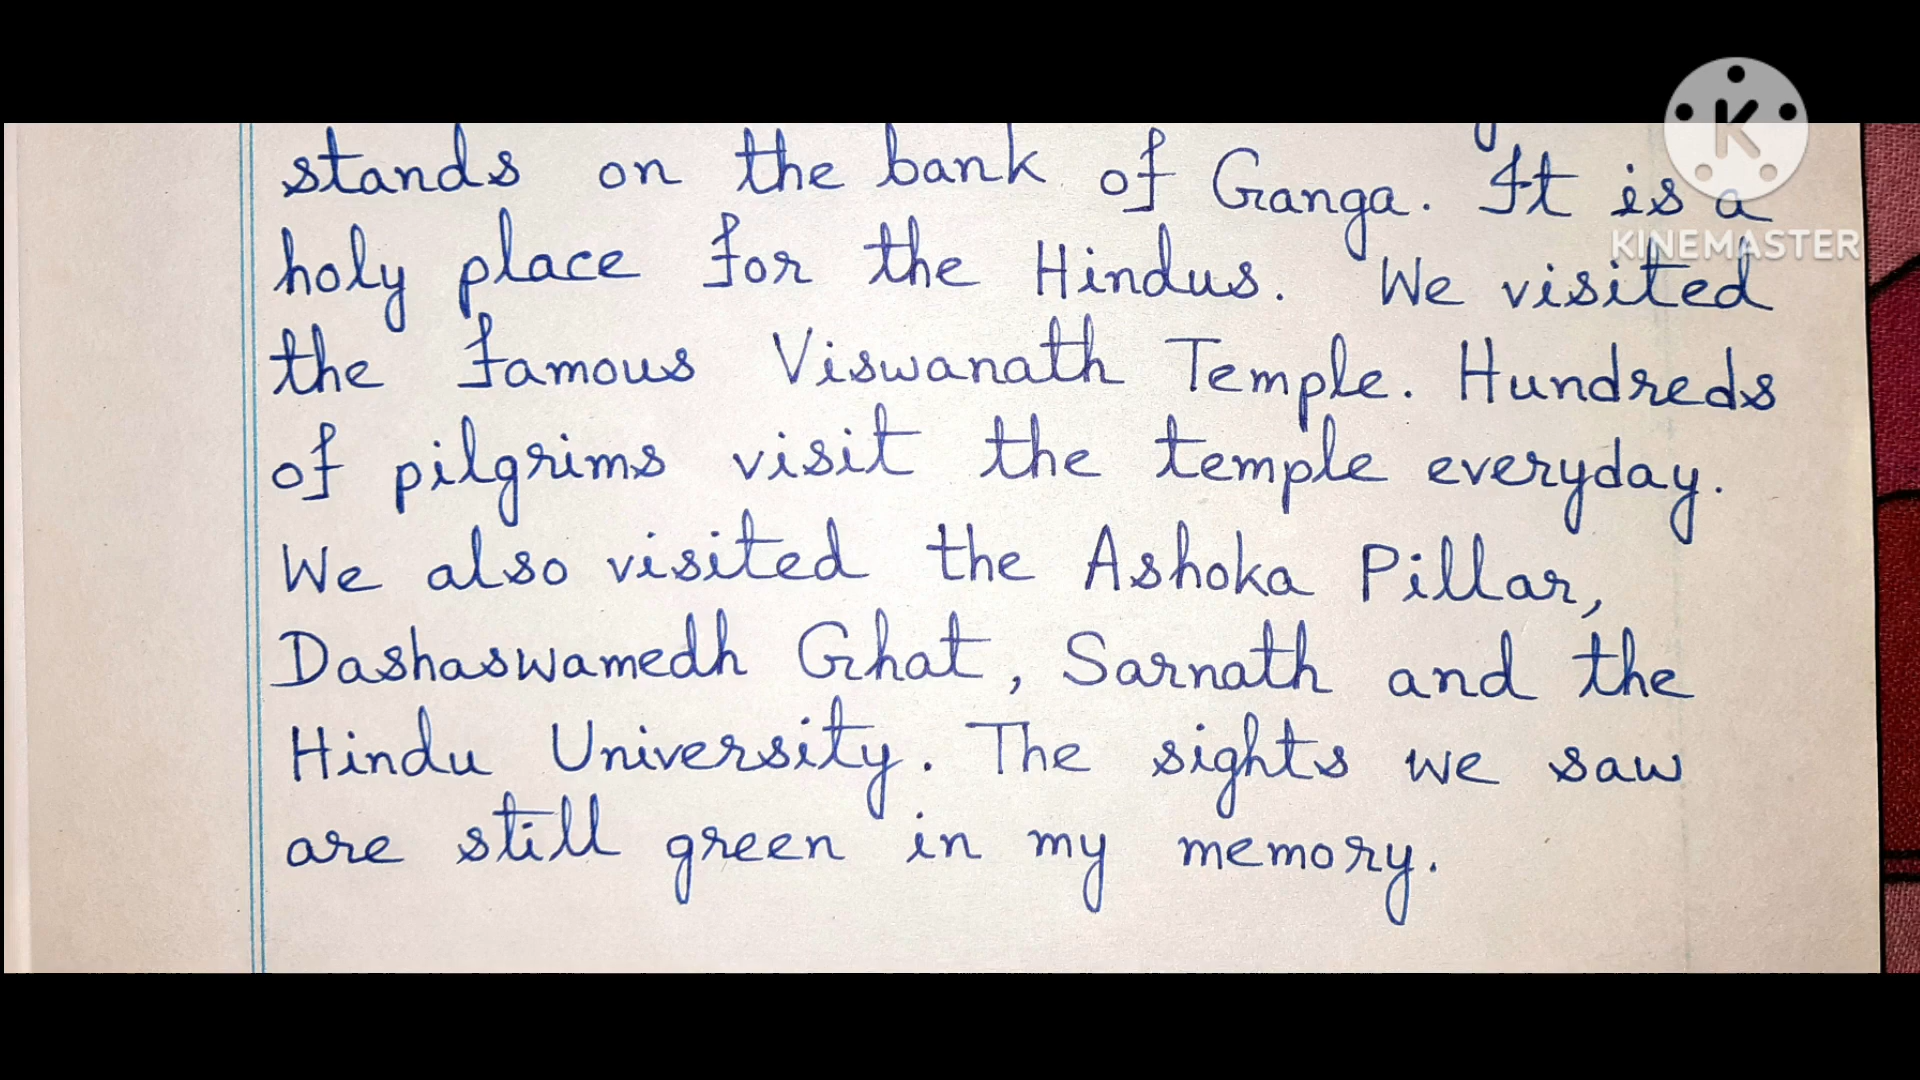 stands on the bank of Ganga. It is a
holy place for the Hindus. We visited
the famous Viswanath Temple. Hundreds
of pilgrims visit the temple everyday.
We also visited the Ashoka Pillar,
Dashaswamedh Ghat, Sarnath and the
Hindu University. The sights we saw
are still green in my memory.
K
KINEMASTER